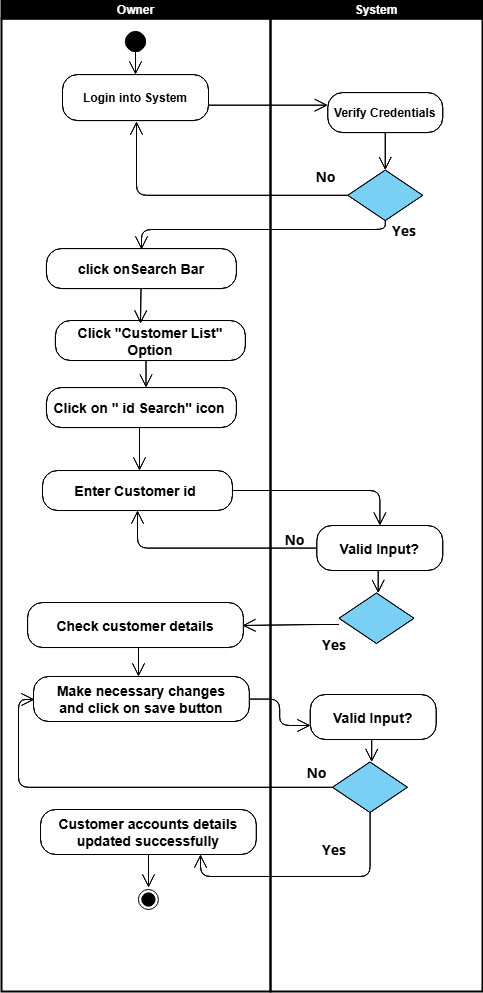 Owner
System
Login into System
Verify Credentials
No
Yes
click onSearch Bar
Click "Customer List"
Option
Click on " id Search" icon
Enter Customer id
No
Valid Input?
Check customer details
Yes
Make necessary changes
and click on save button
Valid Input?
No
Customer accounts details
updated successfully
Yes